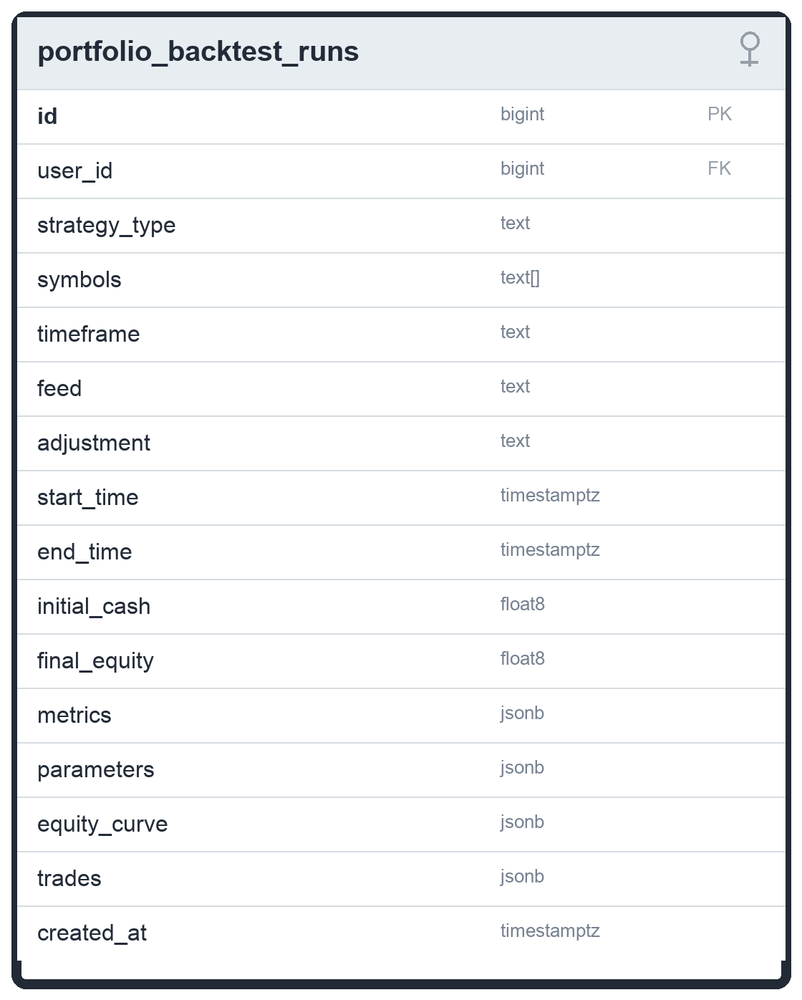 portfolio_backtest_runs
id bigint PK
user_id bigint FK
strategy_type text
symbols text[]
timeframe text
feed text
adjustment text
start_time timestamptz
end_time timestamptz
initial_cash float8
final_equity float8
metrics jsonb
parameters jsonb
equity_curve jsonb
trades jsonb
created_at timestamptz